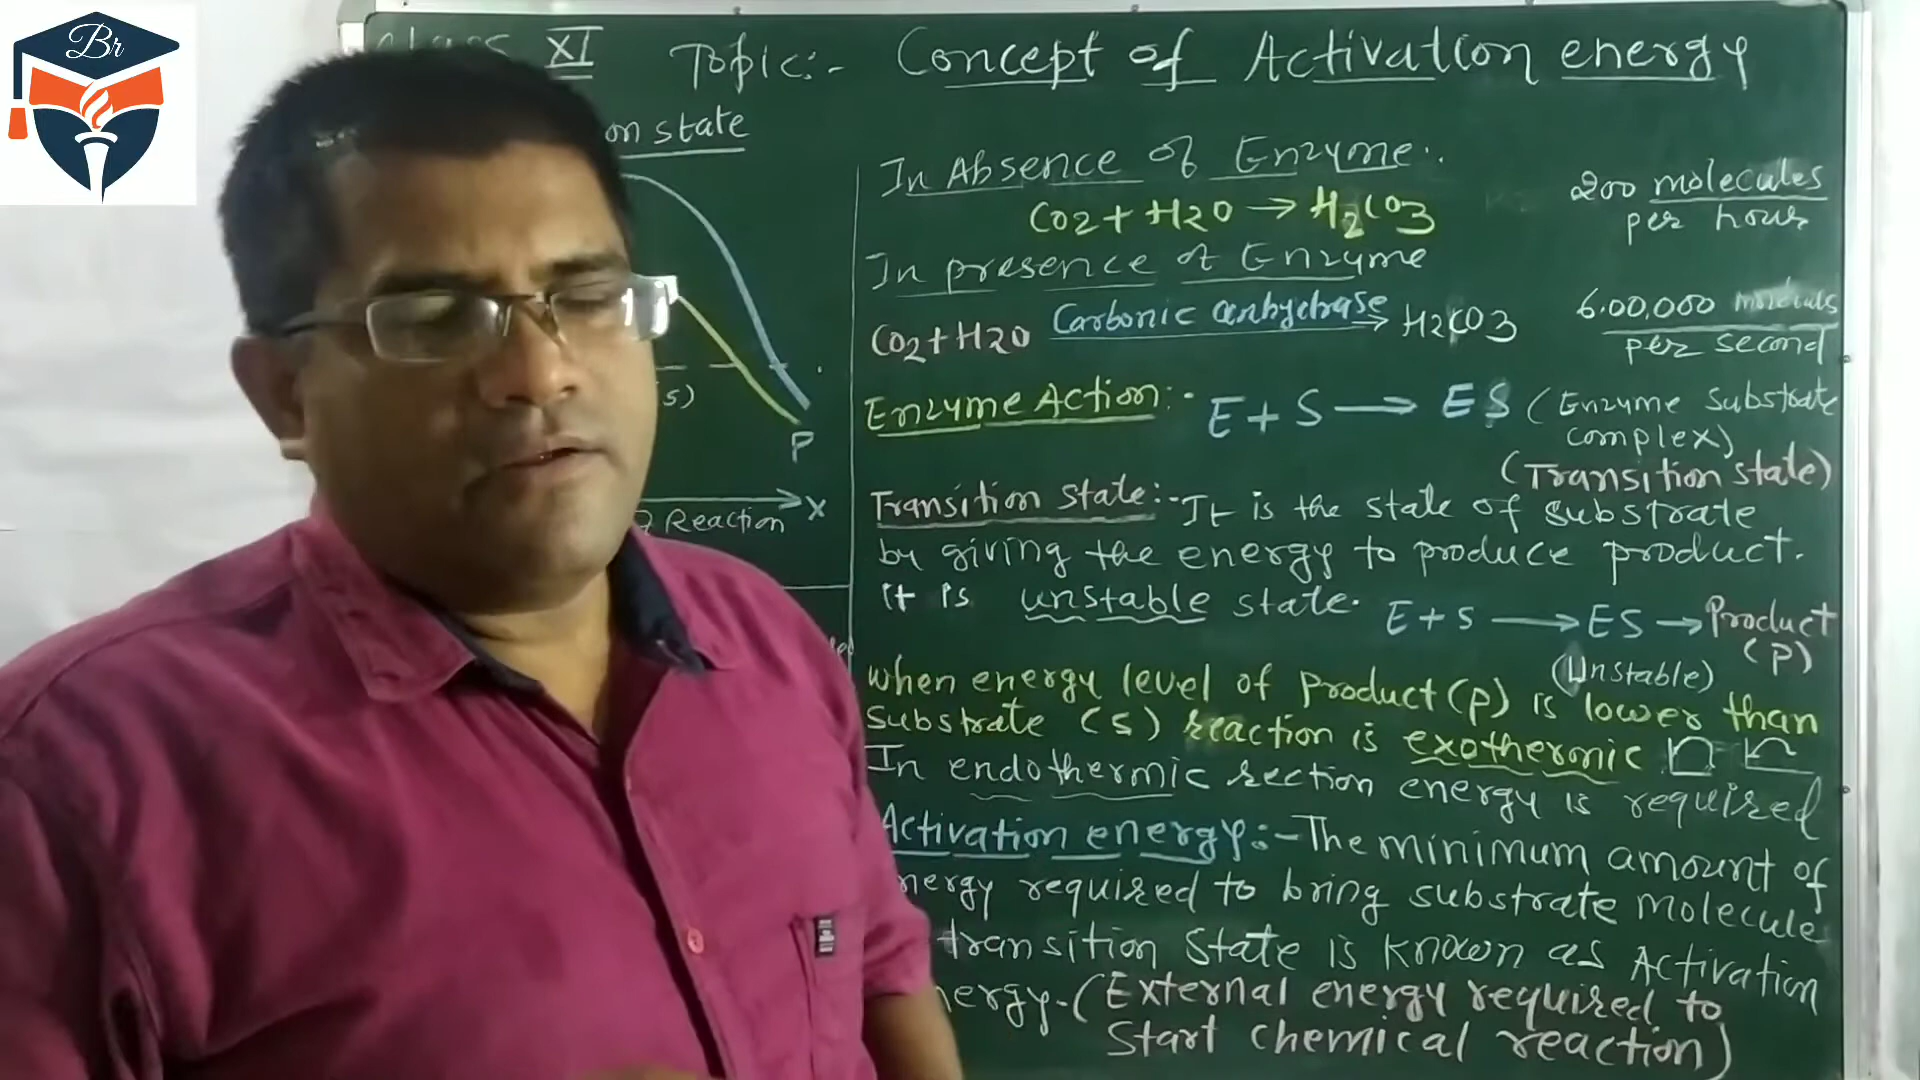 Br
class XI Topic:- Concept of Activation energy
on state
In Absence of Enzyme..
CO2 + H2O → H2CO3
200 molecules
per hour
In presence of Enzyme
CO2+H2O Carbonic anhydrase → H2CO3
6,00,000 molecules
per second
Enzyme Action:- E + S → ES (Enzyme Substrate
complex)
(Transition state)
s)
P
X
Reaction
Transition state:- It is the state of substrate
by giving the energy to produce product.
it is unstable state. E + S → ES → Product
(Unstable) (P)
when energy level of product (p) is lower than
substrate (s) reaction is exothermic
In endothermic rection energy is required
Activation energy:- The minimum amount of
nergy required to bring substrate molecule
transition state is known as Activation
nergy. (External energy required to
start chemical reaction)